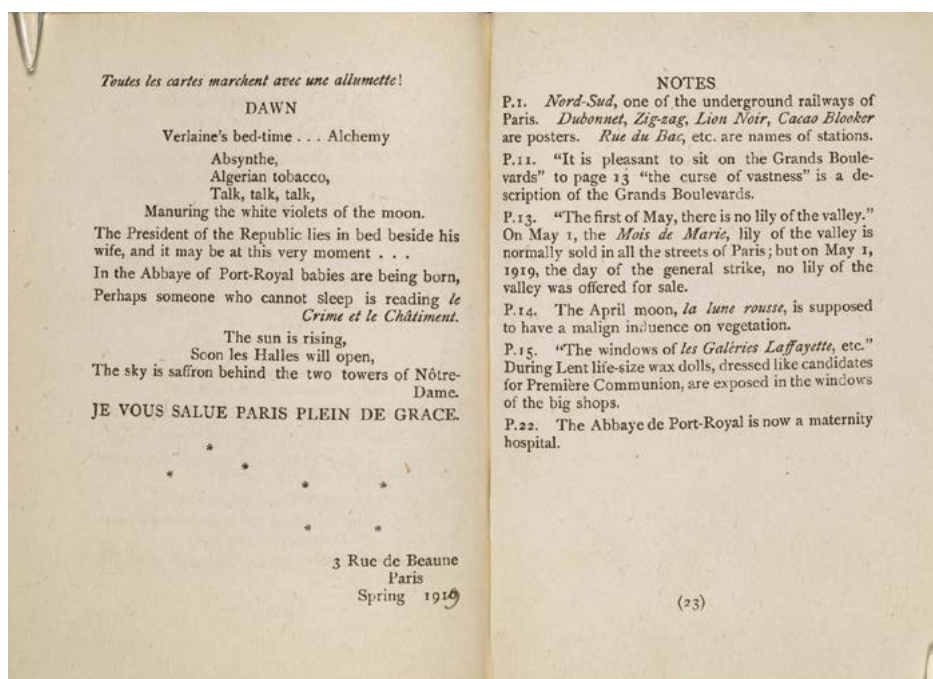 Toutes les cartes marchent avec une allumette!
DAWN
Verlaine's bed-time . . . Alchemy
Absynthe,
Algerian tobacco,
Talk, talk, talk,
Manuring the white violets of the moon.
The President of the Republic lies in bed beside his
wife, and it may be at this very moment . . .
In the Abbaye of Port-Royal babies are being born,
Perhaps someone who cannot sleep is reading le
Crime et le Châtiment.
The sun is rising,
Soon les Halles will open,
The sky is saffron behind the two towers of Nôtre-
Dame.
JE VOUS SALUE PARIS PLEIN DE GRACE.
* * * * * * *
3 Rue de Beaune
Paris
Spring 1919
NOTES
P.1. Nord-Sud, one of the underground railways of
Paris. Dubonnet, Zig-zag, Lion Noir, Cacao Blooker
are posters. Rue du Bac, etc. are names of stations.
P.11. "It is pleasant to sit on the Grands Boule-
vards" to page 13 "the curse of vastness" is a de-
scription of the Grands Boulevards.
P.13. "The first of May, there is no lily of the valley."
On May 1, the Mois de Marie, lily of the valley is
normally sold in all the streets of Paris; but on May 1,
1919, the day of the general strike, no lily of the
valley was offered for sale.
P.14. The April moon, la lune rousse, is supposed
to have a malign influence on vegetation.
P.15. "The windows of les Galéries Laffayette, etc."
During Lent life-size wax dolls, dressed like candidates
for Première Communion, are exposed in the windows
of the big shops.
P.22. The Abbaye de Port-Royal is now a maternity
hospital.
(23)